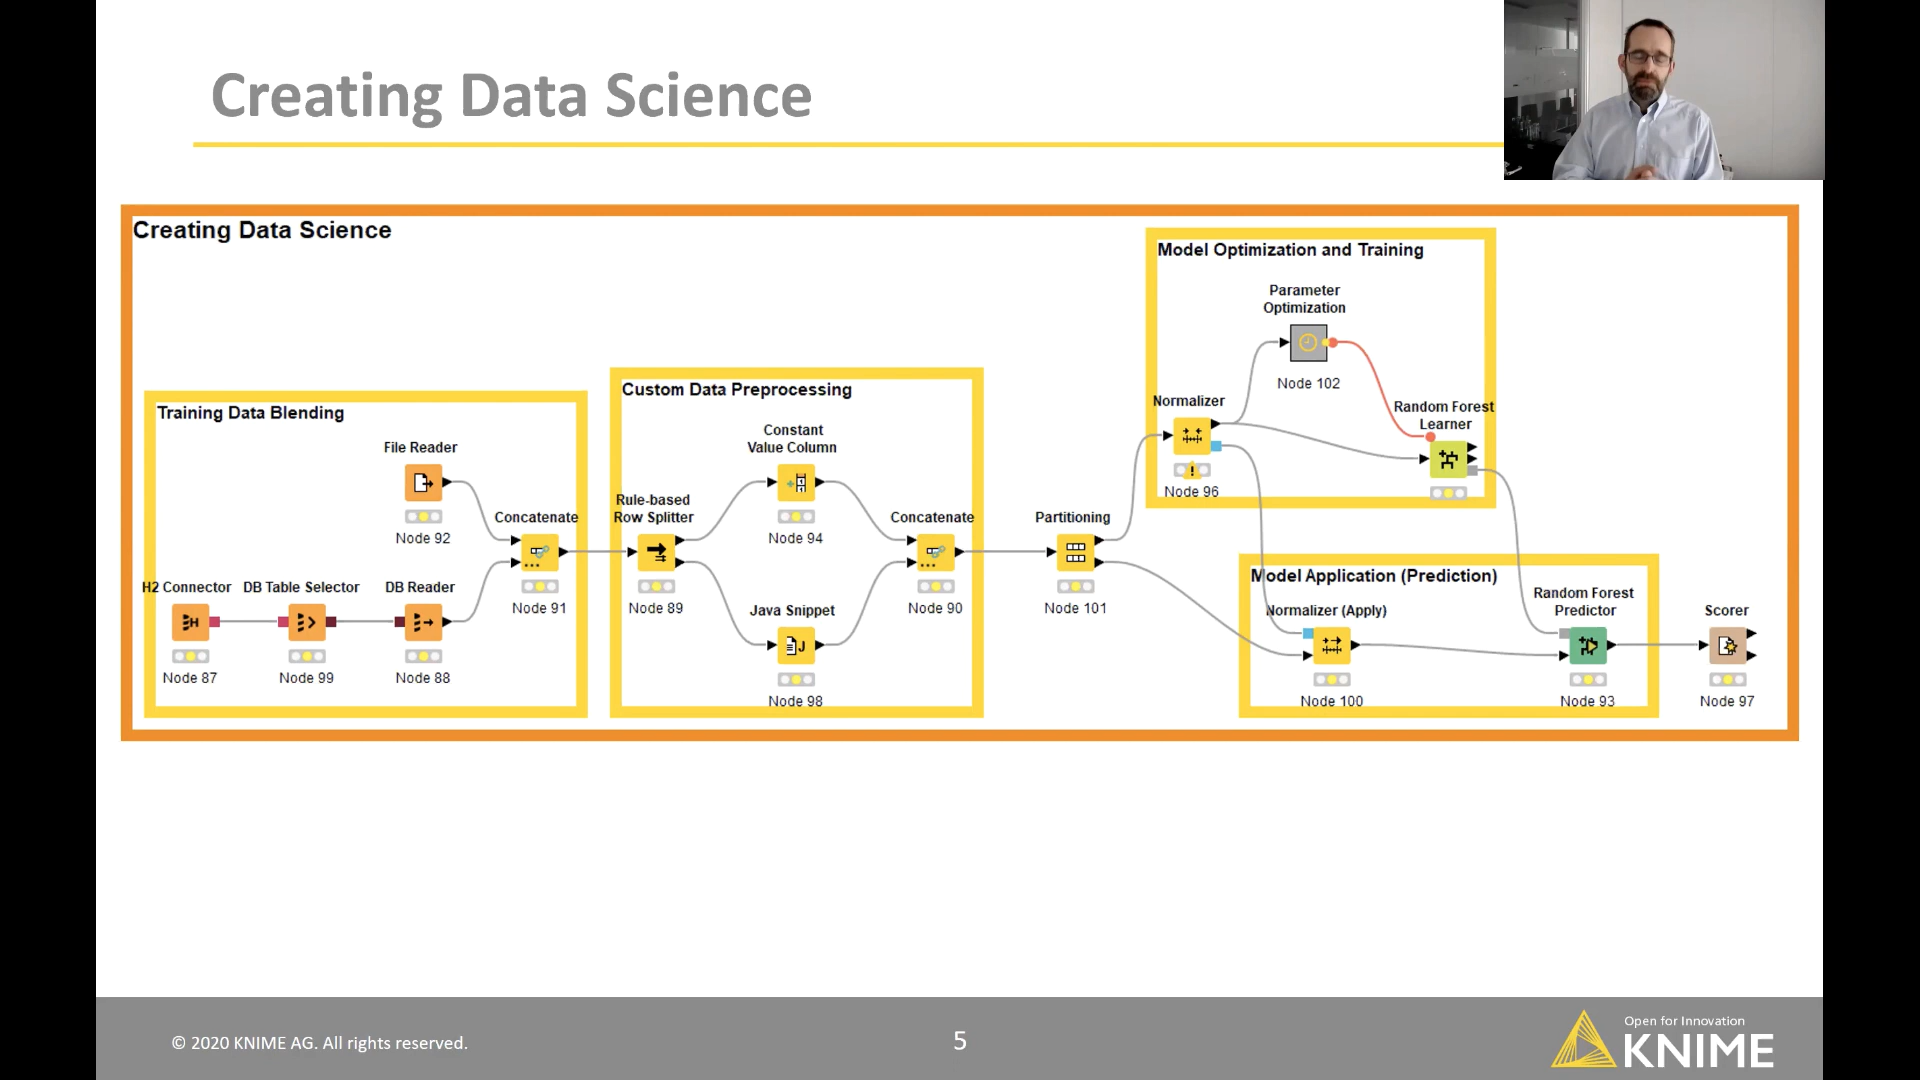 Creating Data Science
Creating Data Science
Training Data Blending
File Reader
Node 92
H2 Connector
Node 87
DB Table Selector
Node 99
DB Reader
Node 88
Concatenate
Node 91
Custom Data Preprocessing
Rule-based
Row Splitter
Node 89
Constant
Value Column
Node 94
Java Snippet
J
Node 98
Concatenate
Node 90
Partitioning
Node 101
Model Optimization and Training
Parameter
Optimization
Node 102
Normalizer
Node 96
Random Forest
Learner
Model Application (Prediction)
Normalizer (Apply)
Node 100
Random Forest
Predictor
Node 93
Scorer
Node 97
© 2020 KNIME AG. All rights reserved.
5
Open for Innovation
KNIME